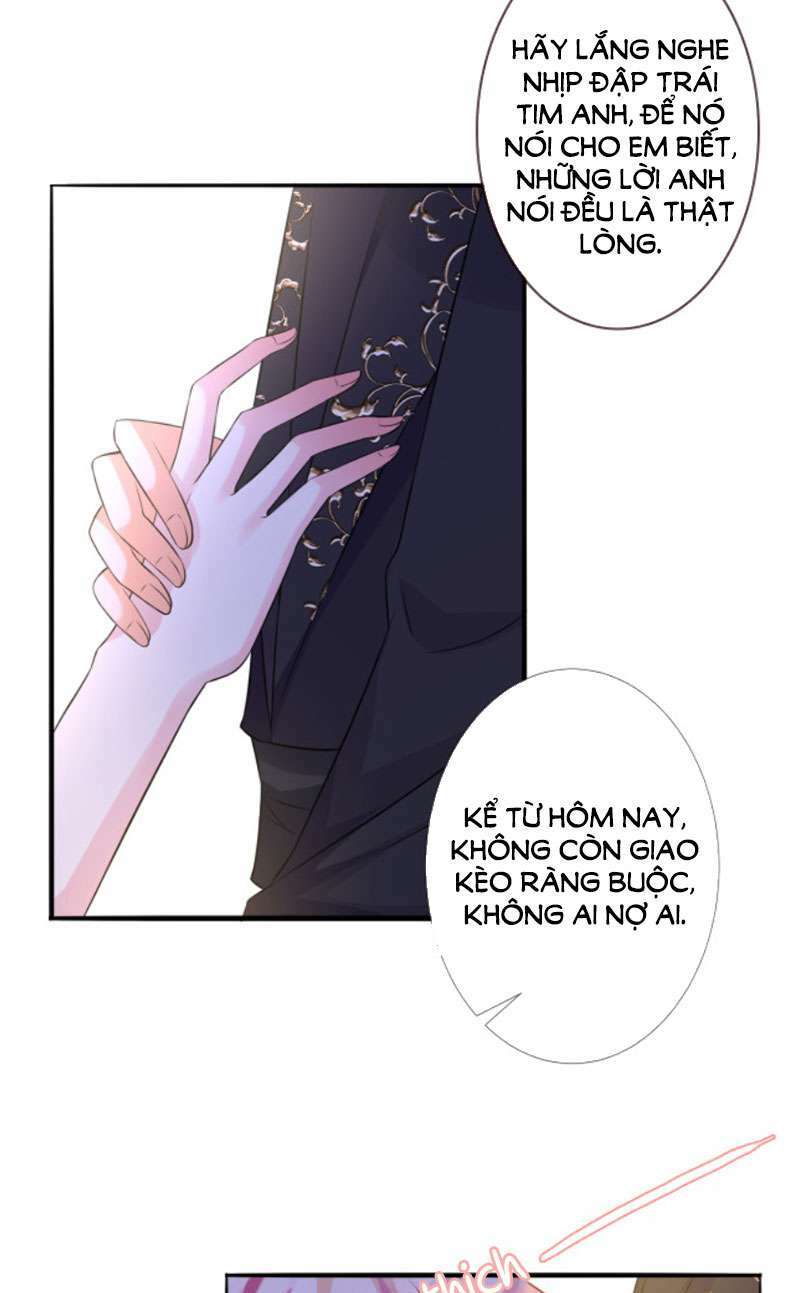 HÃY LẮNG NGHE
NHỊP ĐẬP TRÁI
TIM ANH, ĐỂ NÓ
NÓI CHO EM BIẾT,
NHỮNG LỜI ANH
NÓI ĐỀU LÀ THẬT
LÒNG.
KỂ TỪ HÔM NAY,
KHÔNG CÒN GIAO
KÈO RÀNG BUỘC,
KHÔNG AI NỢ AI.
thịch